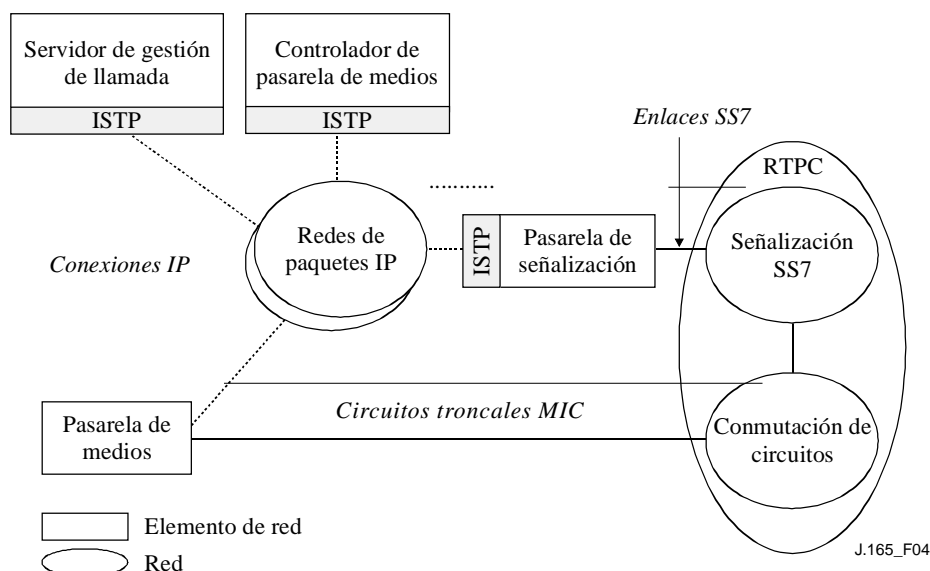 Servidor de gestión
de llamada
ISTP
Controlador de
pasarela de medios
ISTP
Enlaces SS7
RTPC
Redes de
paquetes IP
ISTP
Pasarela de
señalización
Señalización
SS7
Conexiones IP
Circuitos troncales MIC
Pasarela de
medios
Conmutación de
circuitos
Elemento de red
Red
J.165_F04